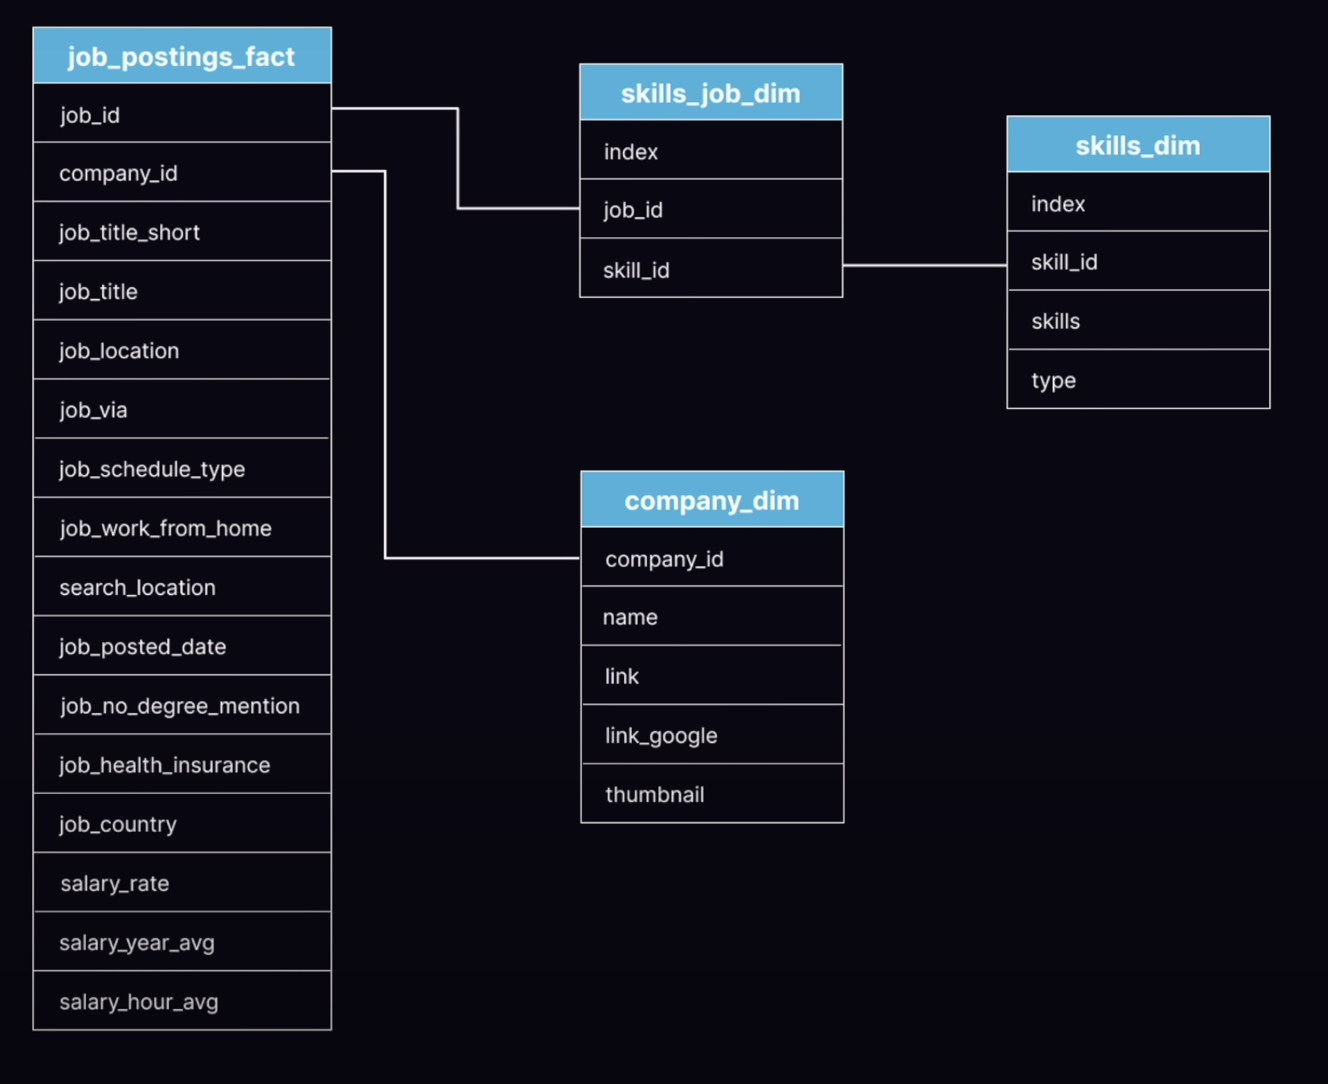 job_postings_fact
job_id
company_id
job_title_short
job_title
job_location
job_via
job_schedule_type
job_work_from_home
search_location
job_posted_date
job_no_degree_mention
job_health_insurance
job_country
salary_rate
salary_year_avg
salary_hour_avg
skills_job_dim
index
job_id
skill_id
skills_dim
index
skill_id
skills
type
company_dim
company_id
name
link
link_google
thumbnail